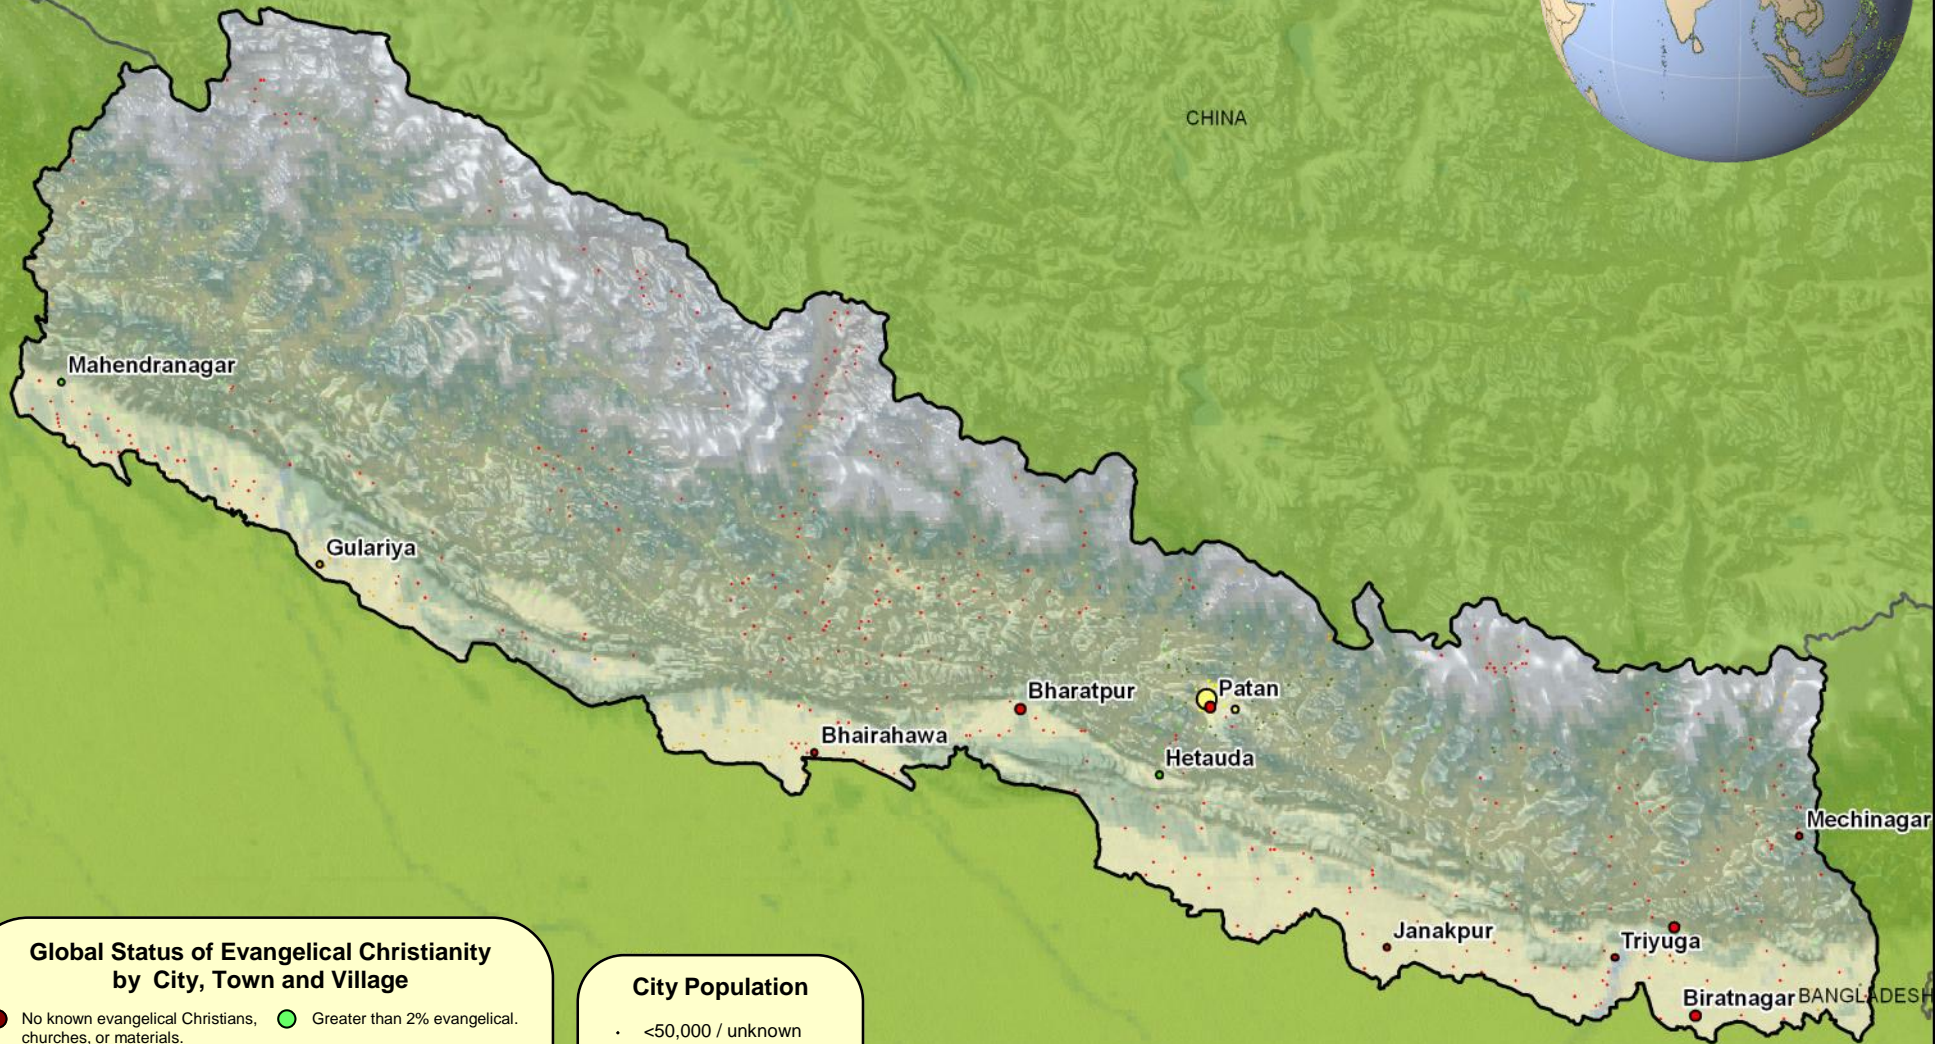 CHINA
Mahendranagar
Gulariya
Bharatpur
Patan
Bhairahawa
Hetauda
Mechinagar
Janakpur
Triyuga
Biratnagar
BANGLADESH
Global Status of Evangelical Christianity
by City, Town and Village
No known evangelical Christians,
churches, or materials.
Greater than 2% evangelical.
City Population
<50,000 / unknown